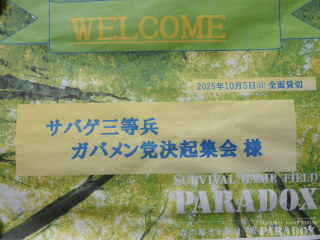 WELCOME
2025年10月5日(日) 全面貸切
サバゲ三等兵
ガバメン党決起集会 様
SURVIVAL GAME FIELD
PARADOX
PARADOX